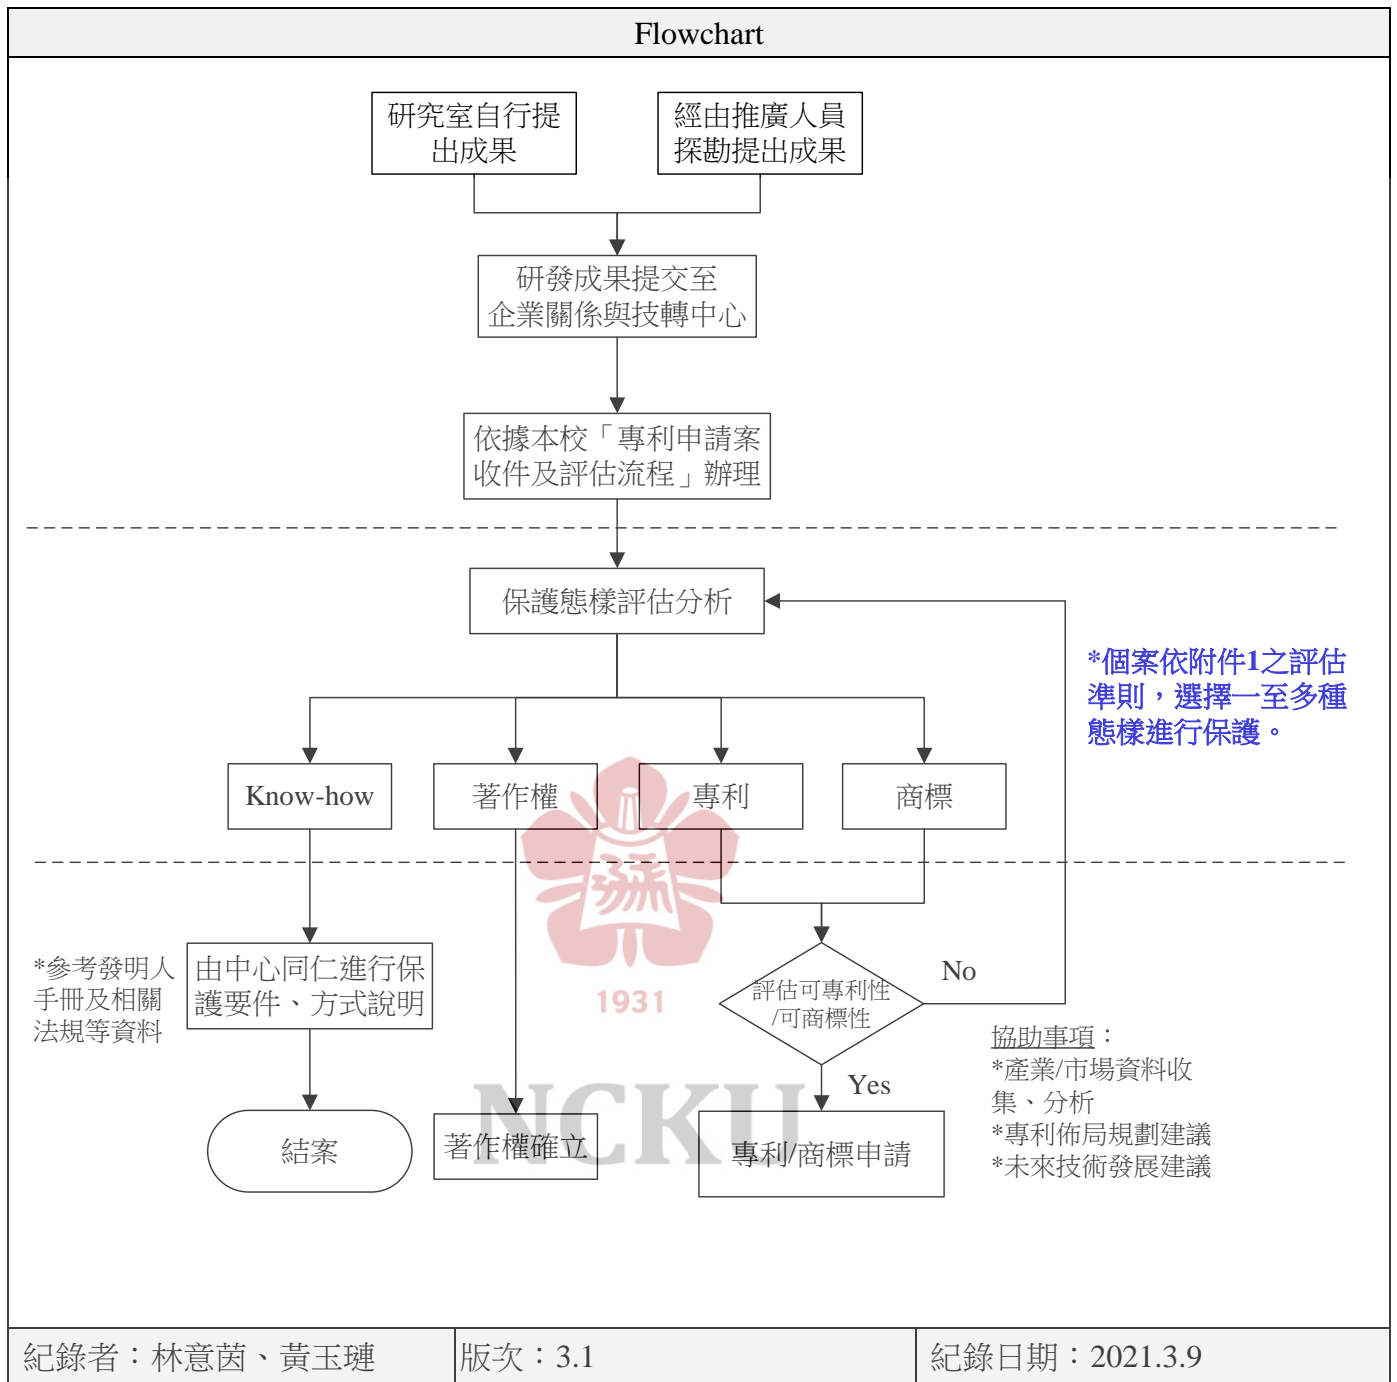 Flowchart
研究室自行提
出成果
經由推廣人員
探勘提出成果
研發成果提交至
企業關係與技轉中心
依據本校「專利申請案
收件及評估流程」辦理
保護態樣評估分析
*個案依附件1之評估
準則，選擇一至多種
態樣進行保護。
Know-how
著作權
專利
商標
*參考發明人
手冊及相關
法規等資料
由中心同仁進行保
護要件、方式說明
1931
評估可專利性
/可商標性
No
Yes
協助事項：
*產業/市場資料收
集、分析
*專利佈局規劃建議
*未來技術發展建議
NCKU
結案
著作權確立
專利/商標申請
紀錄者：林意茵、黃玉璉
版次：3.1
紀錄日期：2021.3.9